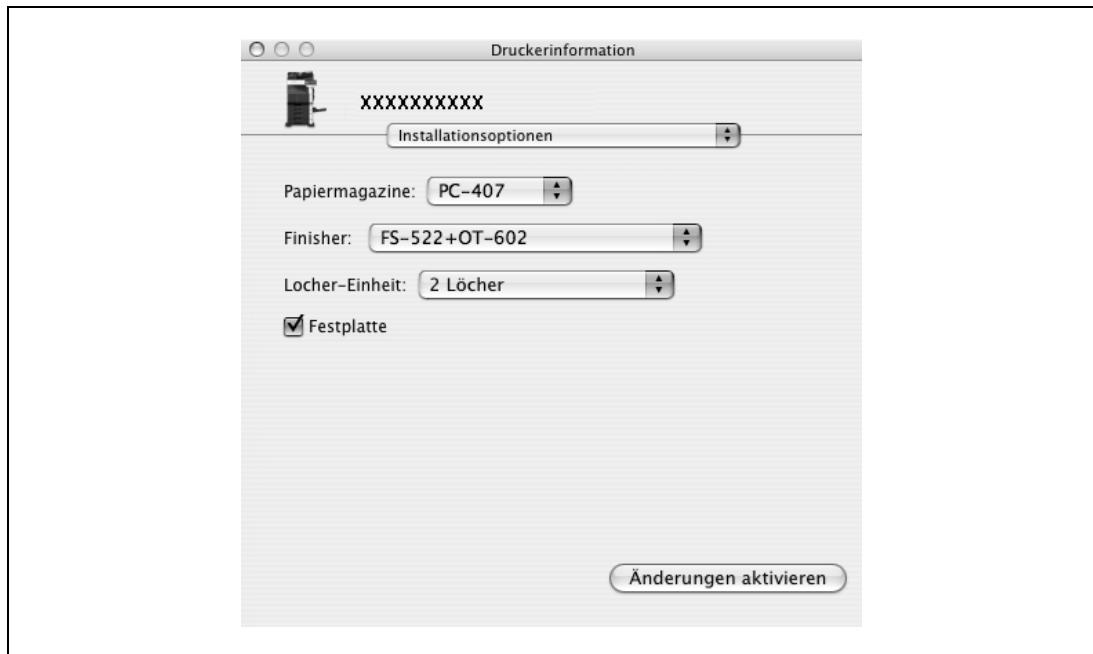 Druckerinformation
XXXXXXXXXX
Installationsoptionen
Papiermagazine: PC-407
Finisher: FS-522+OT-602
Locher-Einheit: 2 Löcher
Festplatte
Änderungen aktivieren